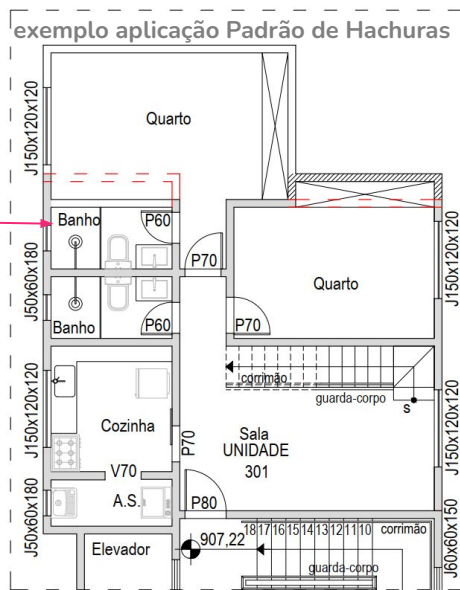 exemplo aplicação Padrão de Hachuras
J150x120x120
Quarto
Banho
P60
P70
J50x60x180
Banho
P60
P70
Quarto
J150x120x120
corrimão
guarda-corpo
s
J150x120x120
Cozinha
P70
Sala
UNIDADE
301
J150x120x120
V70
A.S.
P80
J50x60x180
Elevador
907,22
18 17 16 15 14 13 12 11 10
corrimão
guarda-corpo
J60x60x150